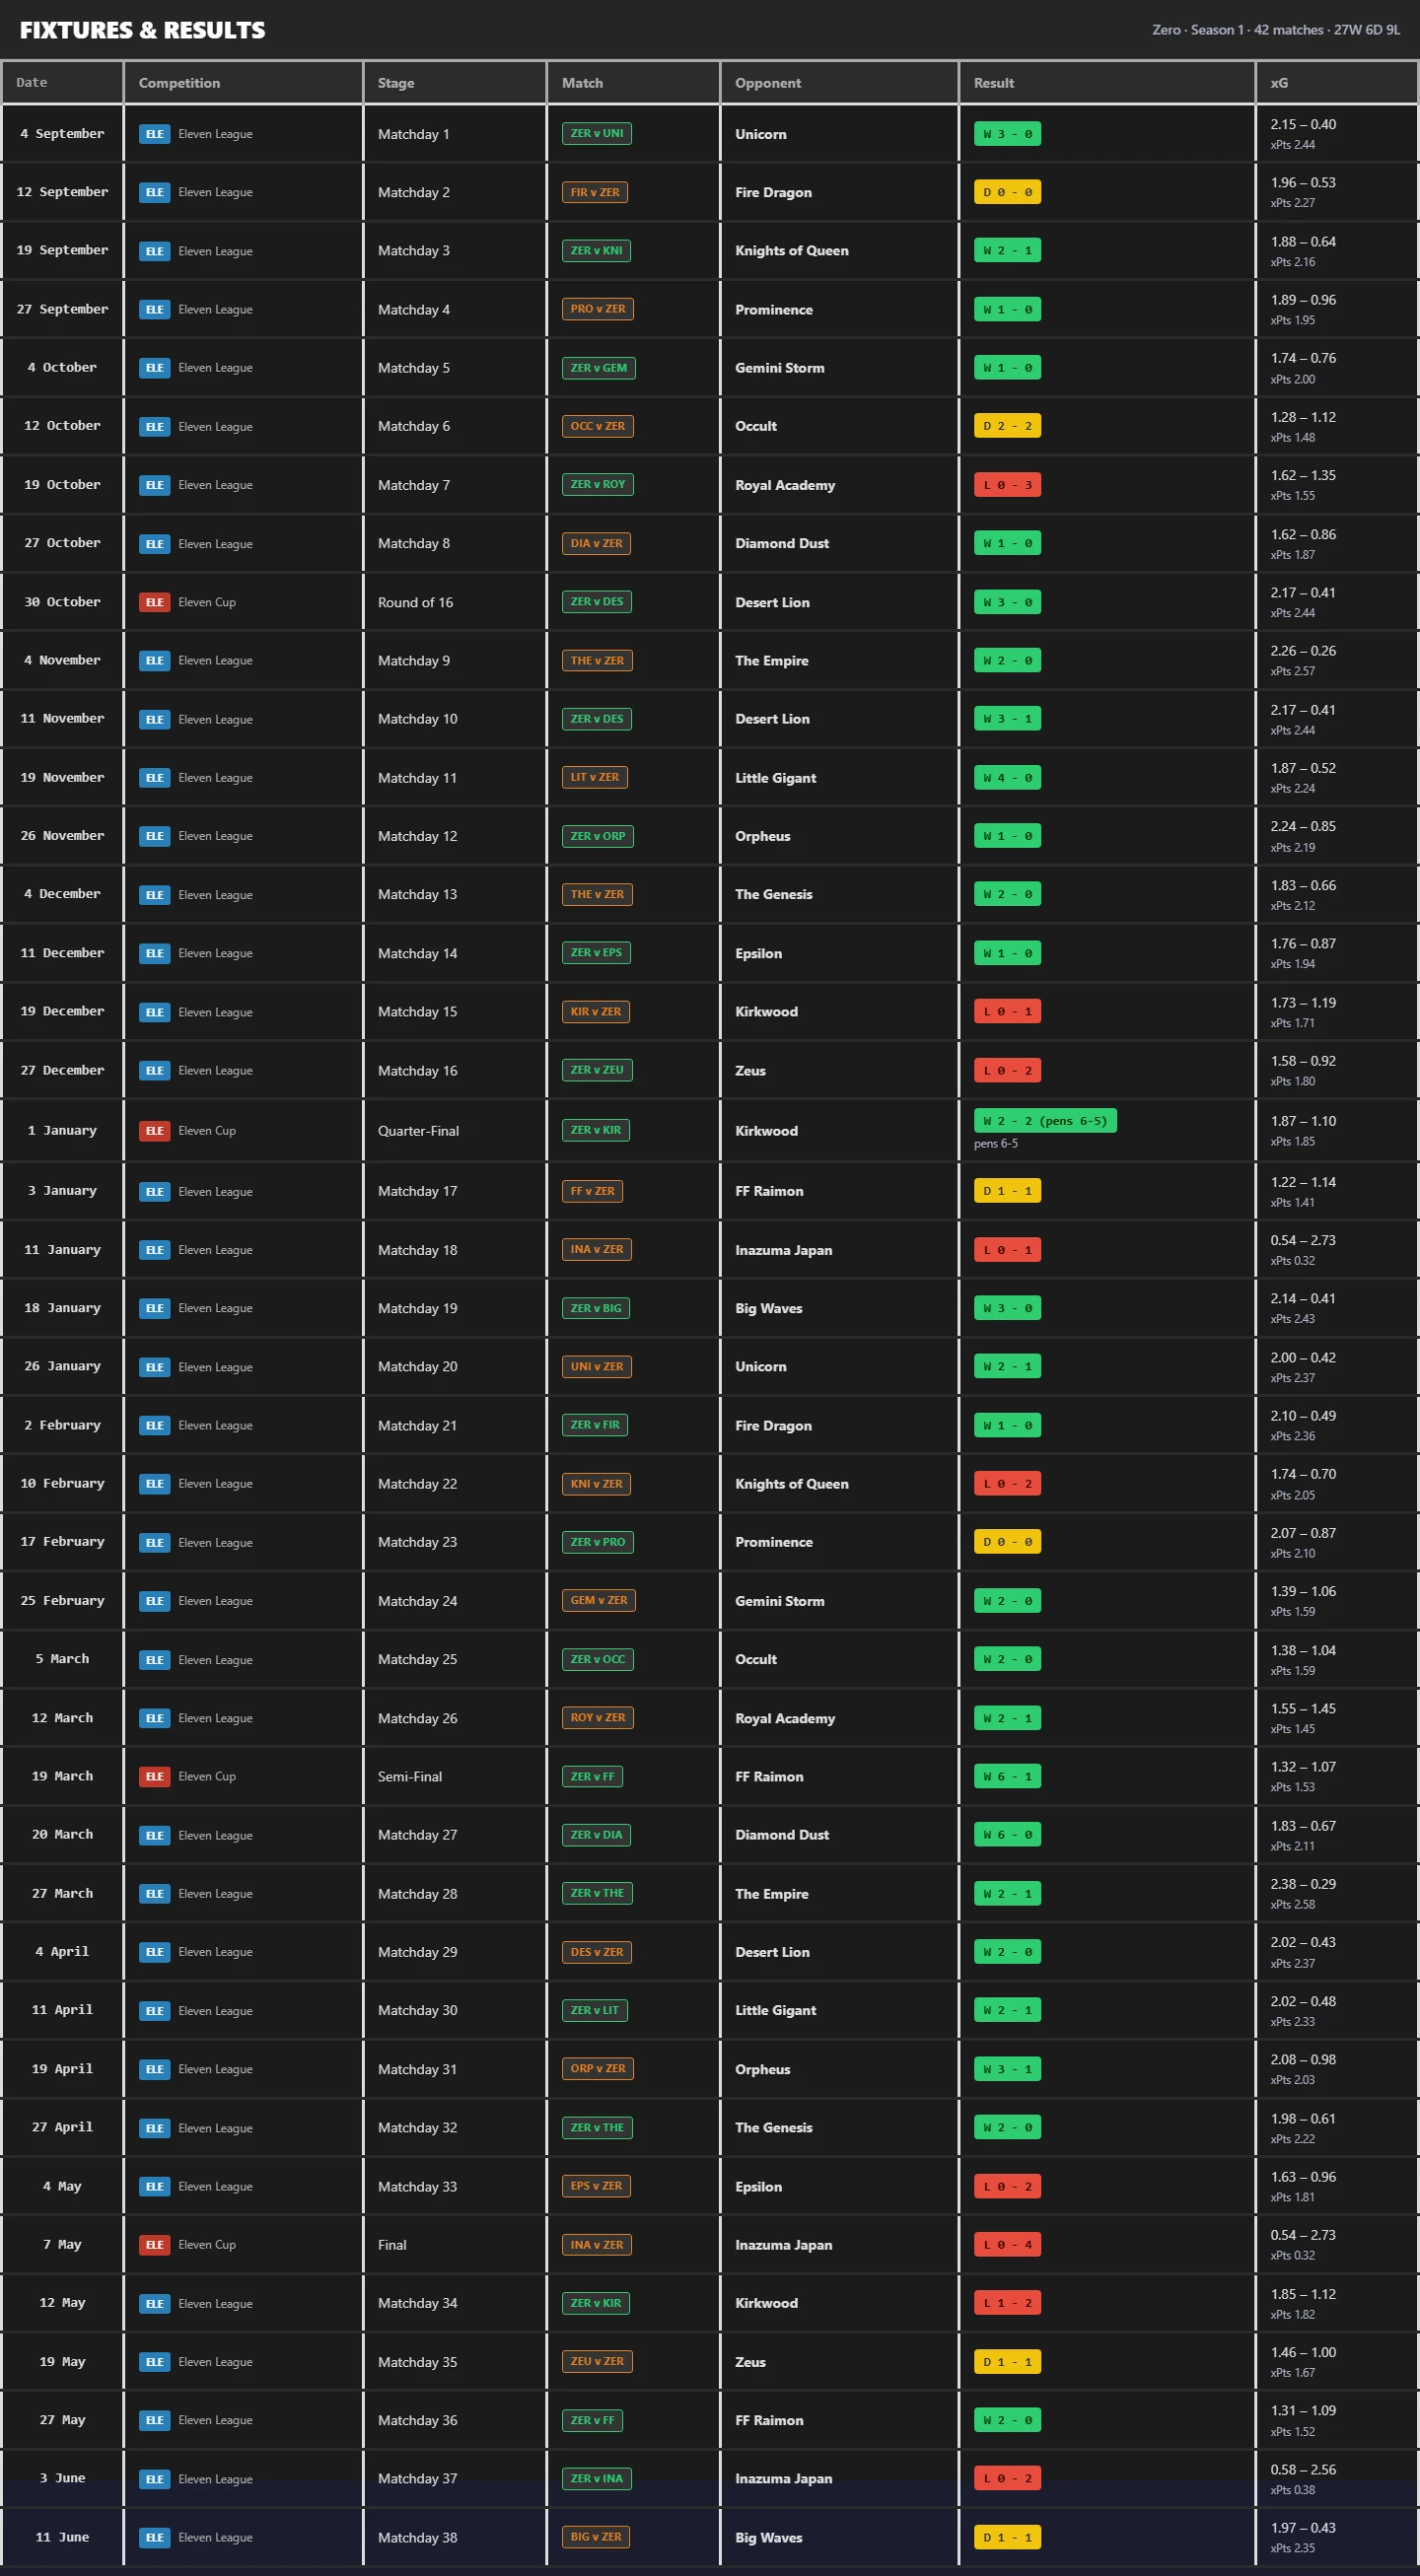 FIXTURES & RESULTS
Zero · Season 1 · 42 matches · 27W 6D 9L
Date Competition Stage Match Opponent Result xG
4 September ELE Eleven League Matchday 1 ZER v UNI Unicorn W 3 - 0 2.15 – 0.40
xPts 2.44
12 September ELE Eleven League Matchday 2 FIR v ZER Fire Dragon D 0 - 0 1.96 – 0.53
xPts 2.27
19 September ELE Eleven League Matchday 3 ZER v KNI Knights of Queen W 2 - 1 1.88 – 0.64
xPts 2.16
27 September ELE Eleven League Matchday 4 PRO v ZER Prominence W 1 - 0 1.89 – 0.96
xPts 1.95
4 October ELE Eleven League Matchday 5 ZER v GEM Gemini Storm W 1 - 0 1.74 – 0.76
xPts 2.00
12 October ELE Eleven League Matchday 6 OCC v ZER Occult D 2 - 2 1.28 – 1.12
xPts 1.48
19 October ELE Eleven League Matchday 7 ZER v ROY Royal Academy L 0 - 3 1.62 – 1.35
xPts 1.55
27 October ELE Eleven League Matchday 8 DIA v ZER Diamond Dust W 1 - 0 1.62 – 0.86
xPts 1.87
30 October ELE Eleven Cup Round of 16 ZER v DES Desert Lion W 3 - 0 2.17 – 0.41
xPts 2.44
4 November ELE Eleven League Matchday 9 THE v ZER The Empire W 2 - 0 2.26 – 0.26
xPts 2.57
11 November ELE Eleven League Matchday 10 ZER v DES Desert Lion W 3 - 1 2.17 – 0.41
xPts 2.44
19 November ELE Eleven League Matchday 11 LIT v ZER Little Gigant W 4 - 0 1.87 – 0.52
xPts 2.24
26 November ELE Eleven League Matchday 12 ZER v ORP Orpheus W 1 - 0 2.24 – 0.85
xPts 2.19
4 December ELE Eleven League Matchday 13 THE v ZER The Genesis W 2 - 0 1.83 – 0.66
xPts 2.12
11 December ELE Eleven League Matchday 14 ZER v EPS Epsilon W 1 - 0 1.76 – 0.87
xPts 1.94
19 December ELE Eleven League Matchday 15 KIR v ZER Kirkwood L 0 - 1 1.73 – 1.19
xPts 1.71
27 December ELE Eleven League Matchday 16 ZER v ZEU Zeus L 0 - 2 1.58 – 0.92
xPts 1.80
1 January ELE Eleven Cup Quarter-Final ZER v KIR Kirkwood W 2 - 2 (pens 6-5) 1.87 – 1.10
pens 6-5 xPts 1.85
3 January ELE Eleven League Matchday 17 FF v ZER FF Raimon D 1 - 1 1.22 – 1.14
xPts 1.41
11 January ELE Eleven League Matchday 18 INA v ZER Inazuma Japan L 0 - 1 0.54 – 2.73
xPts 0.32
18 January ELE Eleven League Matchday 19 ZER v BIG Big Waves W 3 - 0 2.14 – 0.41
xPts 2.43
26 January ELE Eleven League Matchday 20 UNI v ZER Unicorn W 2 - 1 2.00 – 0.42
xPts 2.37
2 February ELE Eleven League Matchday 21 ZER v FIR Fire Dragon W 1 - 0 2.10 – 0.49
xPts 2.36
10 February ELE Eleven League Matchday 22 KNI v ZER Knights of Queen L 0 - 2 1.74 – 0.70
xPts 2.05
17 February ELE Eleven League Matchday 23 ZER v PRO Prominence D 0 - 0 2.07 – 0.87
xPts 2.10
25 February ELE Eleven League Matchday 24 GEM v ZER Gemini Storm W 2 - 0 1.39 – 1.06
xPts 1.59
5 March ELE Eleven League Matchday 25 ZER v OCC Occult W 2 - 0 1.38 – 1.04
xPts 1.59
12 March ELE Eleven League Matchday 26 ROY v ZER Royal Academy W 2 - 1 1.55 – 1.45
xPts 1.45
19 March ELE Eleven Cup Semi-Final ZER v FF FF Raimon W 6 - 1 1.32 – 1.07
xPts 1.53
20 March ELE Eleven League Matchday 27 ZER v DIA Diamond Dust W 6 - 0 1.83 – 0.67
xPts 2.11
27 March ELE Eleven League Matchday 28 ZER v THE The Empire W 2 - 1 2.38 – 0.29
xPts 2.58
4 April ELE Eleven League Matchday 29 DES v ZER Desert Lion W 2 - 0 2.02 – 0.43
xPts 2.37
11 April ELE Eleven League Matchday 30 ZER v LIT Little Gigant W 2 - 1 2.02 – 0.48
xPts 2.33
19 April ELE Eleven League Matchday 31 ORP v ZER Orpheus W 3 - 1 2.08 – 0.98
xPts 2.03
27 April ELE Eleven League Matchday 32 ZER v THE The Genesis W 2 - 0 1.98 – 0.61
xPts 2.22
4 May ELE Eleven League Matchday 33 EPS v ZER Epsilon L 0 - 2 1.63 – 0.96
xPts 1.81
7 May ELE Eleven Cup Final INA v ZER Inazuma Japan L 0 - 4 0.54 – 2.73
xPts 0.32
12 May ELE Eleven League Matchday 34 ZER v KIR Kirkwood L 1 - 2 1.85 – 1.12
xPts 1.82
19 May ELE Eleven League Matchday 35 ZEU v ZER Zeus D 1 - 1 1.46 – 1.00
xPts 1.67
27 May ELE Eleven League Matchday 36 ZER v FF FF Raimon W 2 - 0 1.31 – 1.09
xPts 1.52
3 June ELE Eleven League Matchday 37 ZER v INA Inazuma Japan L 0 - 2 0.58 – 2.56
xPts 0.38
11 June ELE Eleven League Matchday 38 BIG v ZER Big Waves D 1 - 1 1.97 – 0.43
xPts 2.35